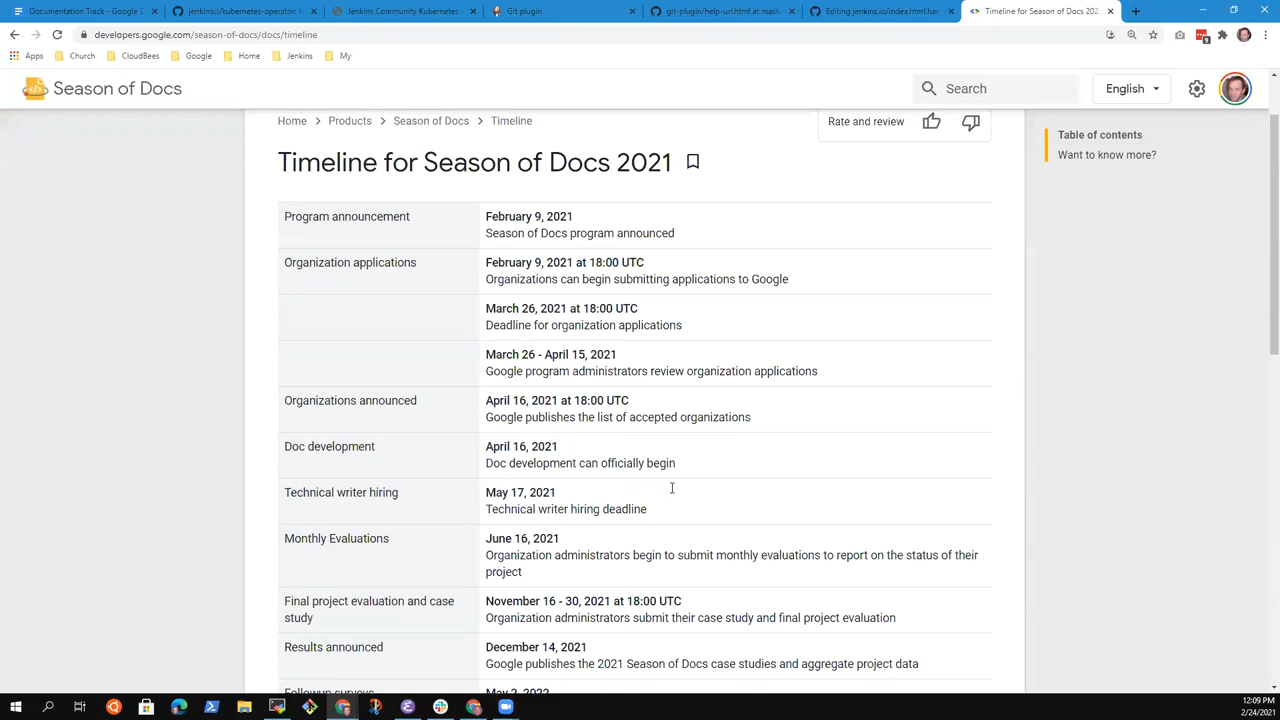 Documentation Track - Google D
jenkinsci/kubernetes-operator: K
Jenkins Community Kubernetes
Git plugin
git-plugin/help-url.html at mast
Editing jenkins.io/index.html.ha
Timeline for Season of Docs 202
developers.google.com/season-of-docs/docs/timeline
Apps
Church
CloudBees
Google
Home
Jenkins
My
Season of Docs
Search
English
Home > Products > Season of Docs > Timeline
Rate and review
Table of contents
Want to know more?
Timeline for Season of Docs 2021
Program announcement
February 9, 2021
Season of Docs program announced
Organization applications
February 9, 2021 at 18:00 UTC
Organizations can begin submitting applications to Google
March 26, 2021 at 18:00 UTC
Deadline for organization applications
March 26 - April 15, 2021
Google program administrators review organization applications
Organizations announced
April 16, 2021 at 18:00 UTC
Google publishes the list of accepted organizations
Doc development
April 16, 2021
Doc development can officially begin
Technical writer hiring
May 17, 2021
Technical writer hiring deadline
Monthly Evaluations
June 16, 2021
Organization administrators begin to submit monthly evaluations to report on the status of their
project
Final project evaluation and case
study
November 16 - 30, 2021 at 18:00 UTC
Organization administrators submit their case study and final project evaluation
Results announced
December 14, 2021
Google publishes the 2021 Season of Docs case studies and aggregate project data
Followup surveys
May 2, 2022
12:09 PM
2/24/2021